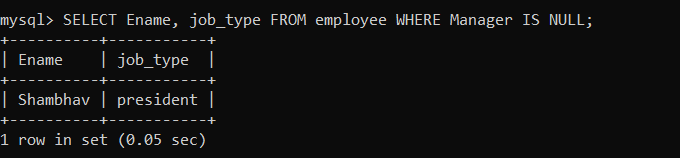 mysql> SELECT Ename, job_type FROM employee WHERE Manager IS NULL;
+----------+-----------+
| Ename    | job_type  |
+----------+-----------+
| Shambhav | president |
+----------+-----------+
1 row in set (0.05 sec)